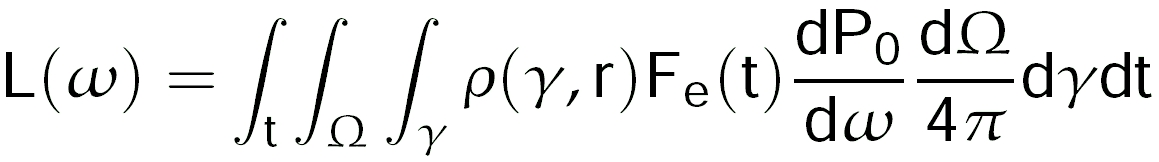 L(ω) = ∫_t ∫_Ω ∫_γ ρ(γ,r)F_e(t) dP_0/dω dΩ/4π dγdt